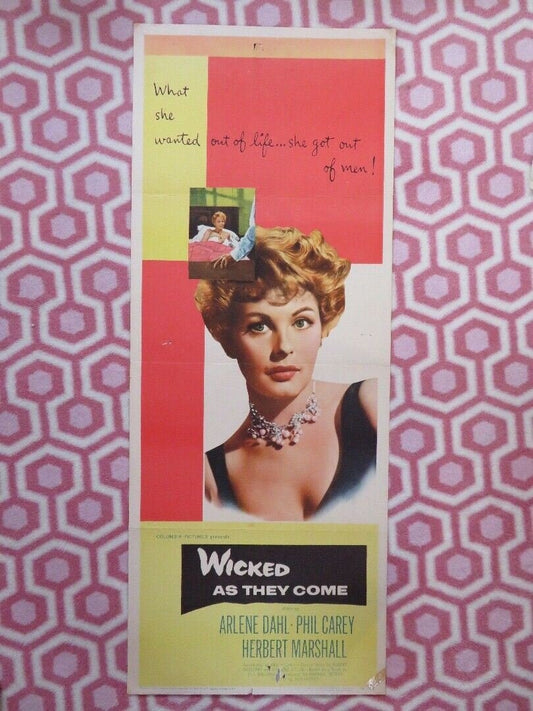 What
she
wanted out of life...she got out
of men!
COLUMBIA PICTURES presents
WICKED
AS THEY COME
ARLENE DAHL · PHIL CAREY
HERBERT MARSHALL